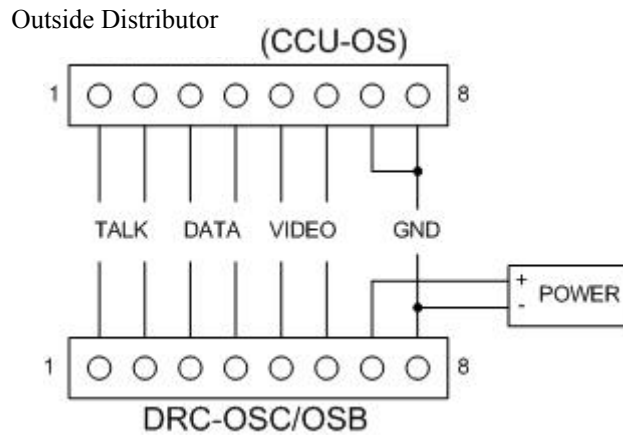 Outside Distributor
(CCU-OS)
1 8
TALK DATA VIDEO GND
+ POWER
-
1 8
DRC-OSC/OSB